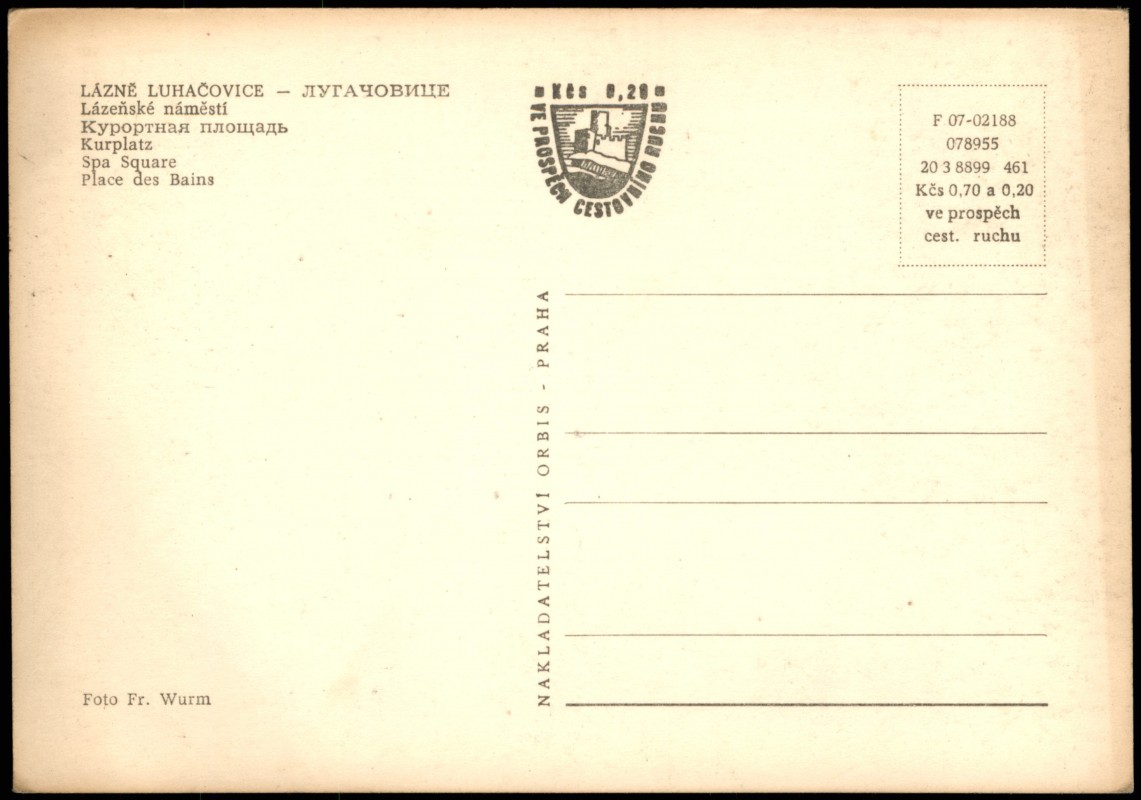 LÁZNĚ LUHAČOVICE – ЛУГАЧОВИЦЕ
Lázeňské náměstí
Курортная площадь
Kurplatz
Spa Square
Place des Bains
Kčs 0,20
VE PROSPĚCH CESTOVNÍHO RUCHU
F 07-02188
078955
20 3 8899 461
Kčs 0,70 a 0,20
ve prospěch
cest. ruchu
NAKLADATELSTVÍ ORBIS - PRAHA
Foto Fr. Wurm